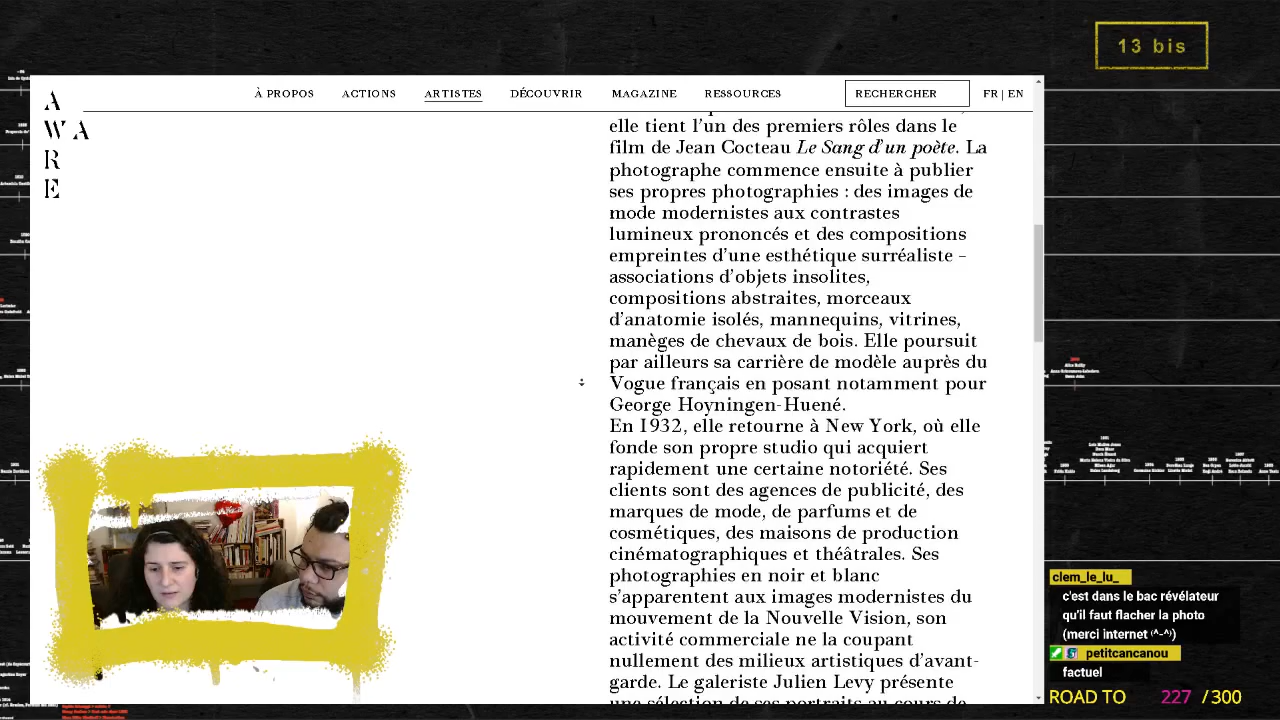 13 bis
A
W A
R
E
À PROPOS
ACTIONS
ARTISTES
DÉCOUVRIR
MAGAZINE
RESSOURCES
RECHERCHER
FR | EN
elle tient l'un des premiers rôles dans le
film de Jean Cocteau Le Sang d'un poète. La
photographe commence ensuite à publier
ses propres photographies : des images de
mode modernistes aux contrastes
lumineux prononcés et des compositions
empreintes d'une esthétique surréaliste –
associations d'objets insolites,
compositions abstraites, morceaux
d'anatomie isolés, mannequins, vitrines,
manèges de chevaux de bois. Elle poursuit
par ailleurs sa carrière de modèle auprès du
Vogue français en posant notamment pour
George Hoyningen-Huené.
En 1932, elle retourne à New York, où elle
fonde son propre studio qui acquiert
rapidement une certaine notoriété. Ses
clients sont des agences de publicité, des
marques de mode, de parfums et de
cosmétiques, des maisons de production
cinématographiques et théâtrales. Ses
photographies en noir et blanc
s'apparentent aux images modernistes du
mouvement de la Nouvelle Vision, son
activité commerciale ne la coupant
nullement des milieux artistiques d'avant-
garde. Le galeriste Julien Levy présente
clem_le_lu_
c'est dans le bac révélateur
qu'il faut flacher la photo
(merci internet (^-^))
petitcancanou
factuel
ROAD TO 227 / 300